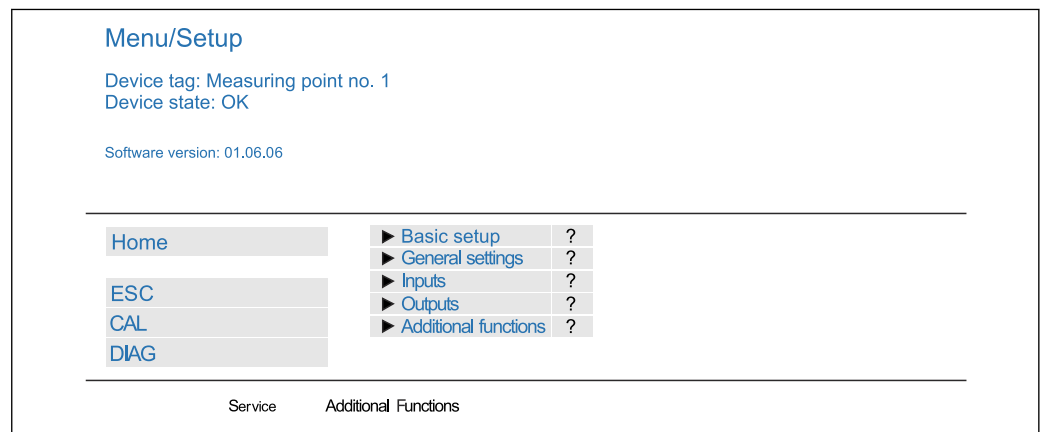 Menu/Setup
Device tag: Measuring point no. 1
Device state: OK
Software version: 01.06.06
Home
ESC
CAL
DIAG
► Basic setup ?
► General settings ?
► Inputs ?
► Outputs ?
► Additional functions ?
Service Additional Functions